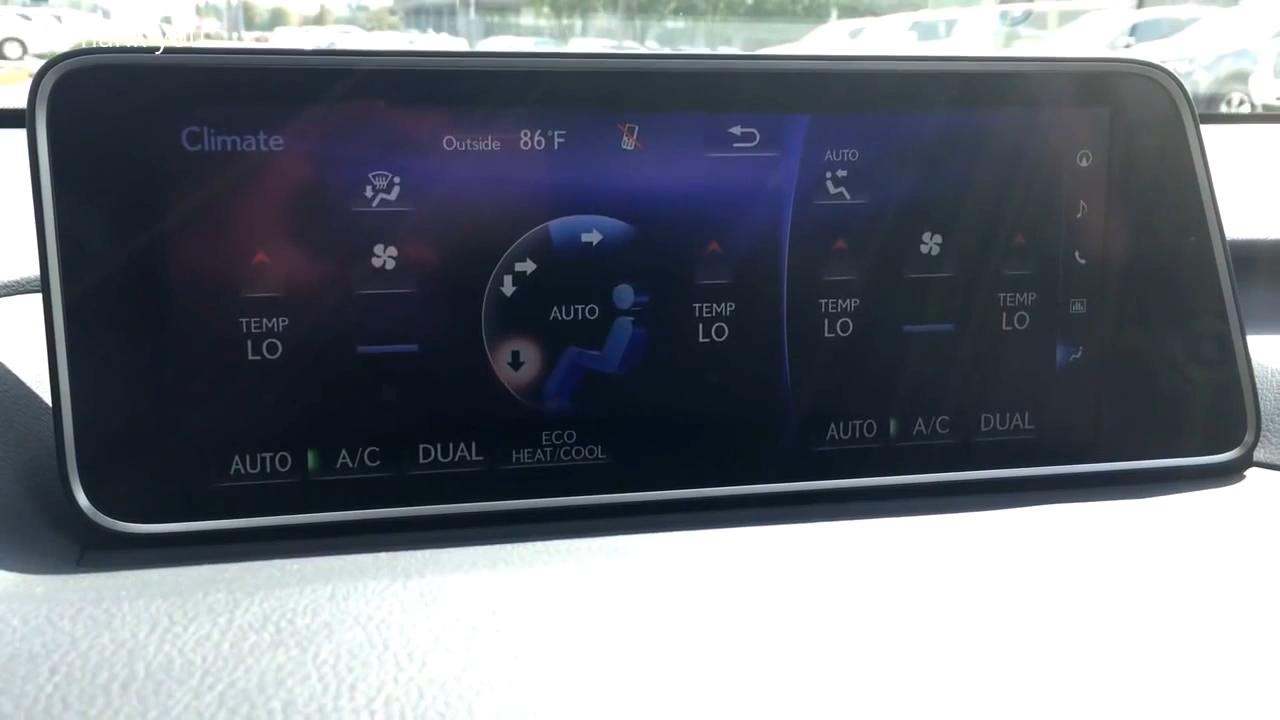 Climate
Outside 86°F
AUTO
AUTO
TEMP
LO
TEMP
LO
TEMP
LO
TEMP
LO
AUTO A/C DUAL
ECO
HEAT/COOL
AUTO A/C DUAL